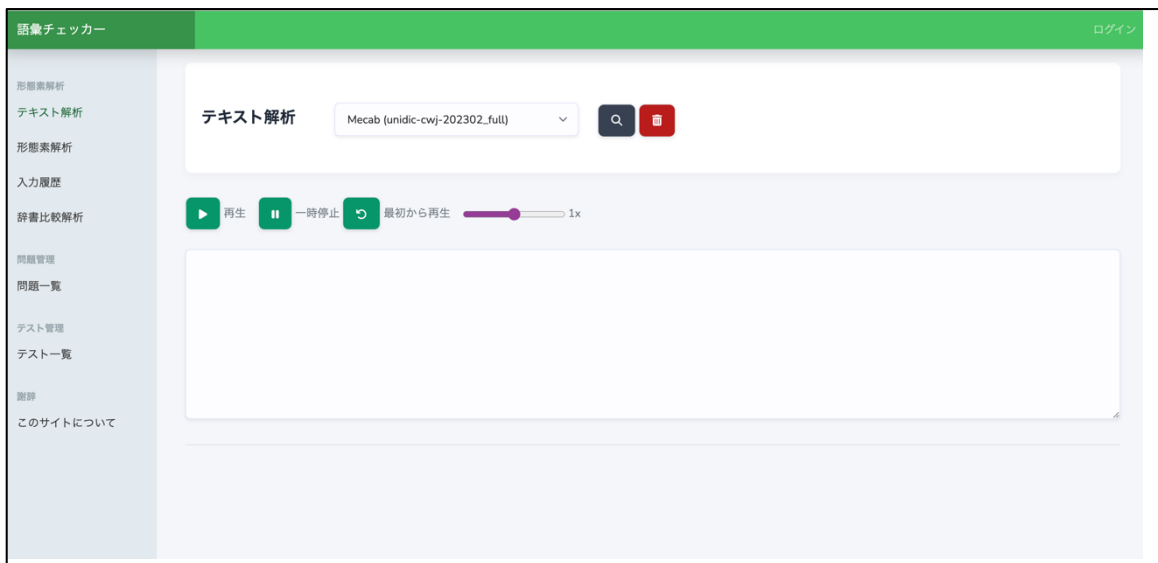 語彙チェッカー
ログイン
形態素解析
テキスト解析
形態素解析
入力履歴
辞書比較解析
問題管理
問題一覧
テスト管理
テスト一覧
謝辞
このサイトについて
テキスト解析 Mecab (unidic-cwj-202302_full)
再生 一時停止 最初から再生 1x